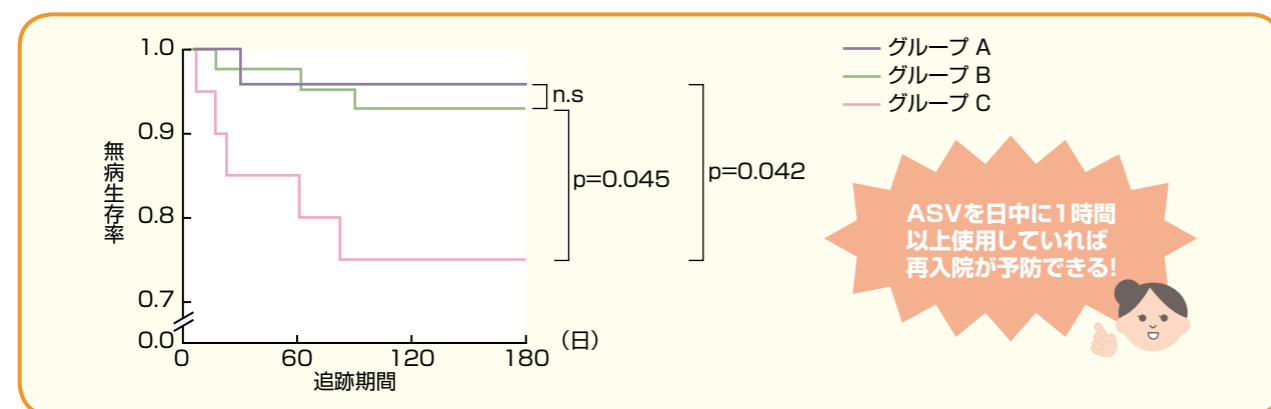 1.0
0.9
0.8
0.7
0.0
無病生存率
0
60
120
180
（日）
追跡期間
n.s
p=0.045
p=0.042
グループ A
グループ B
グループ C
ASVを日中に1時間
以上使用していれば
再入院が予防できる!